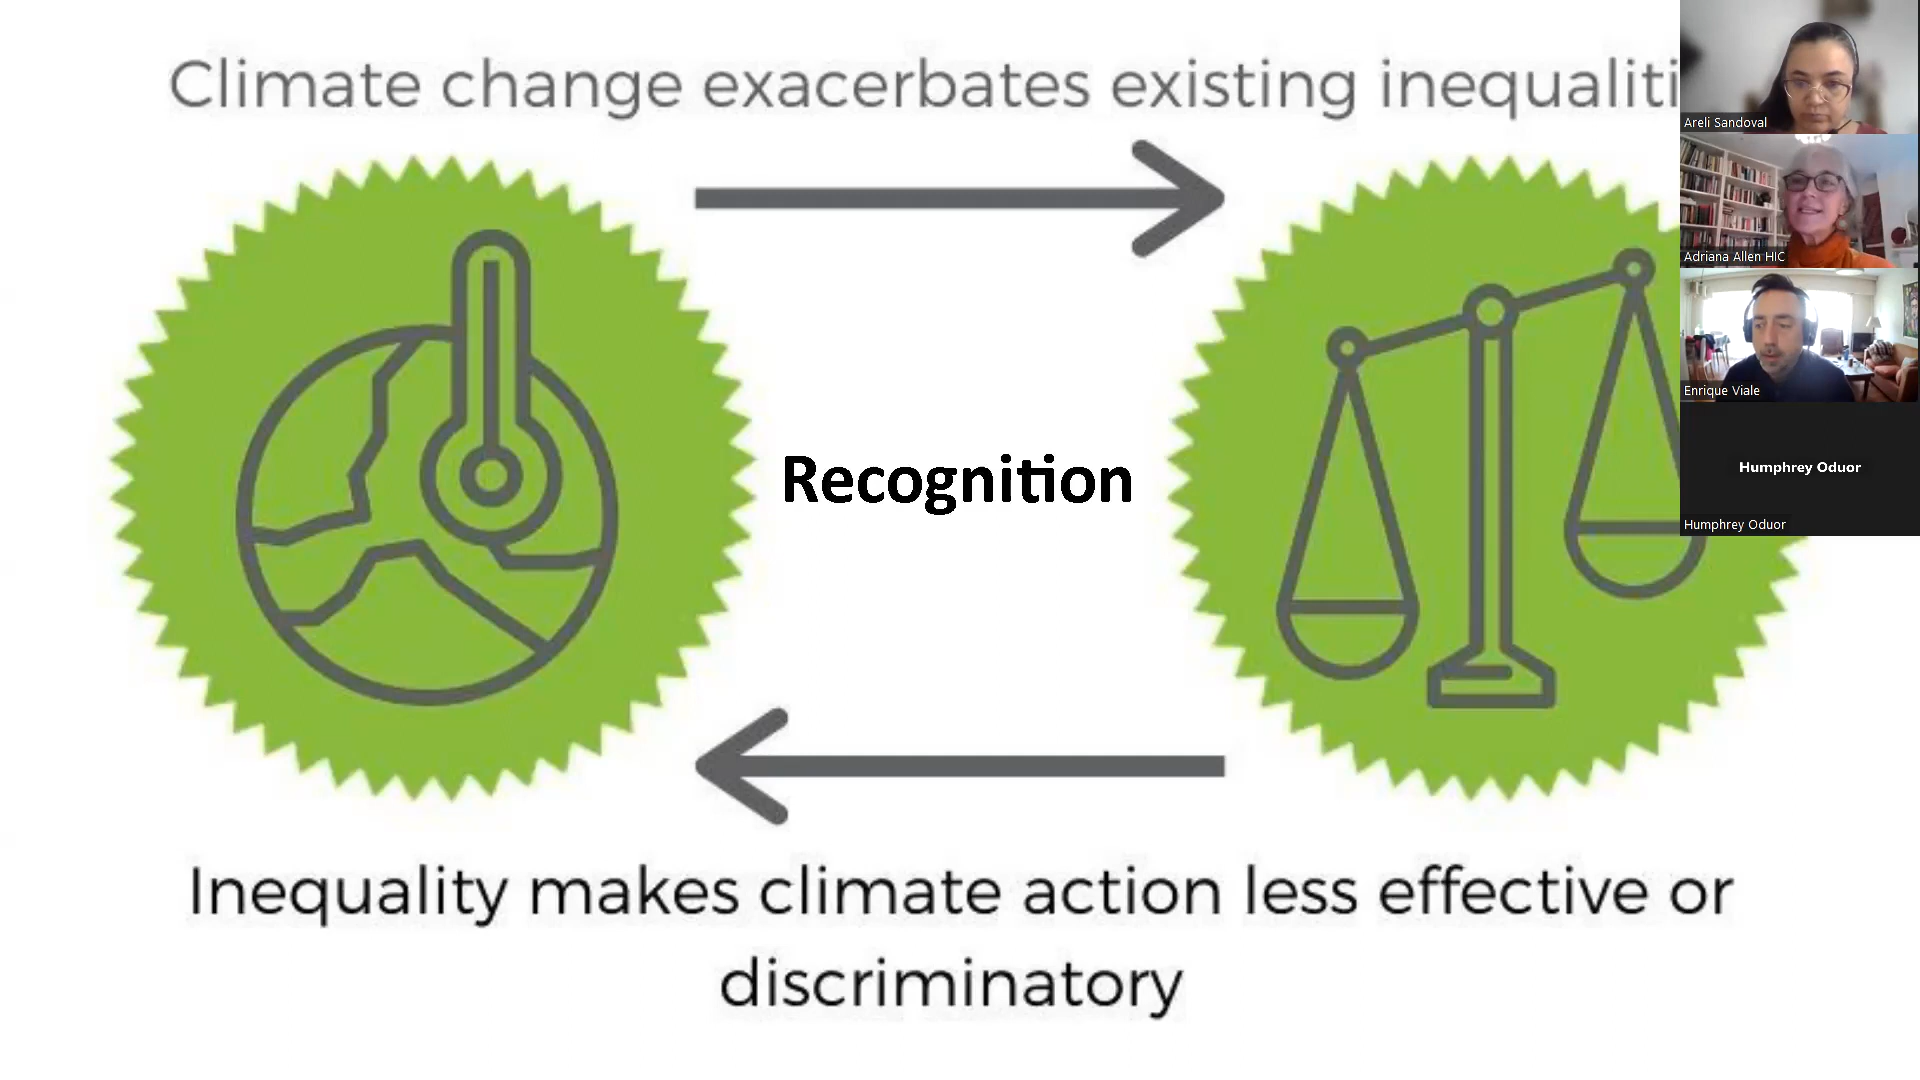 Climate change exacerbates existing inequaliti
Areli Sandoval
Adriana Allen HIC
Enrique Viale
Recognition
Humphrey Oduor
Humphrey Oduor
Inequality makes climate action less effective or
discriminatory